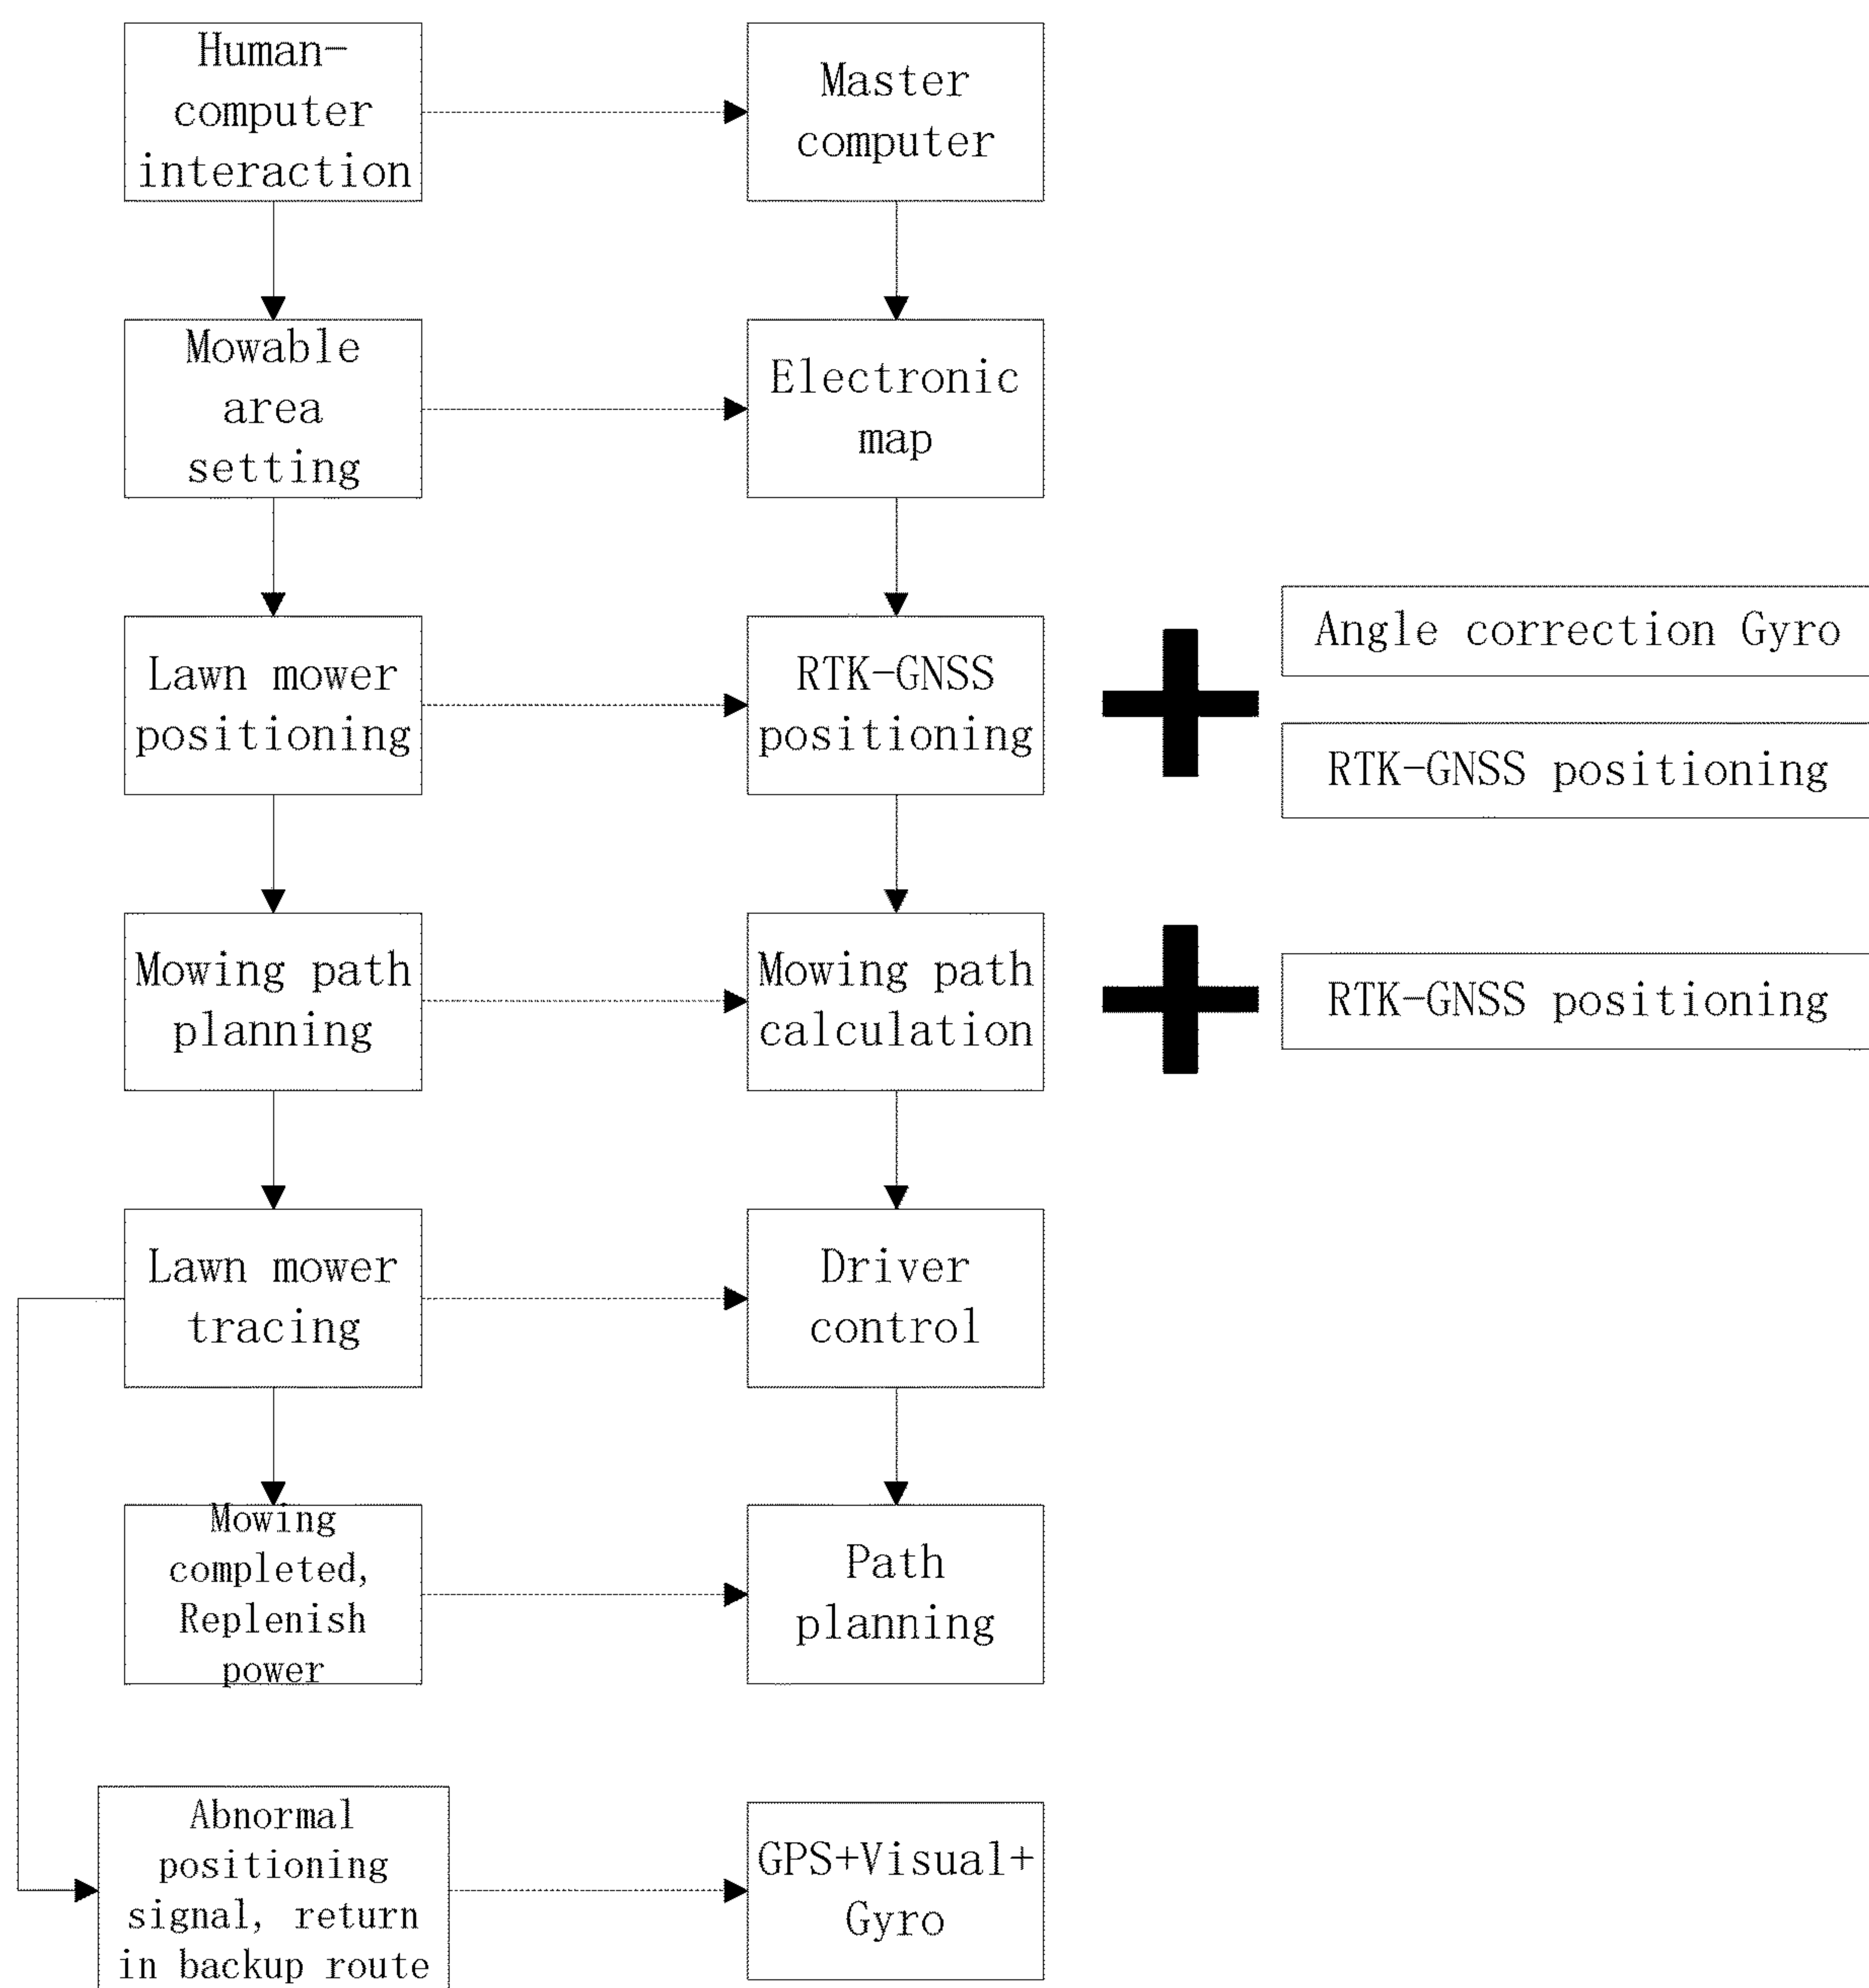 Human-
computer
interaction
Master
computer
Mowable
area
setting
Electronic
map
Lawn mower
positioning
RTK-GNSS
positioning
Angle correction Gyro
RTK-GNSS positioning
Mowing path
planning
Mowing path
calculation
RTK-GNSS positioning
Lawn mower
tracing
Driver
control
Mowing
completed,
Replenish
power
Path
planning
Abnormal
positioning
signal, return
in backup route
GPS+Visual+
Gyro